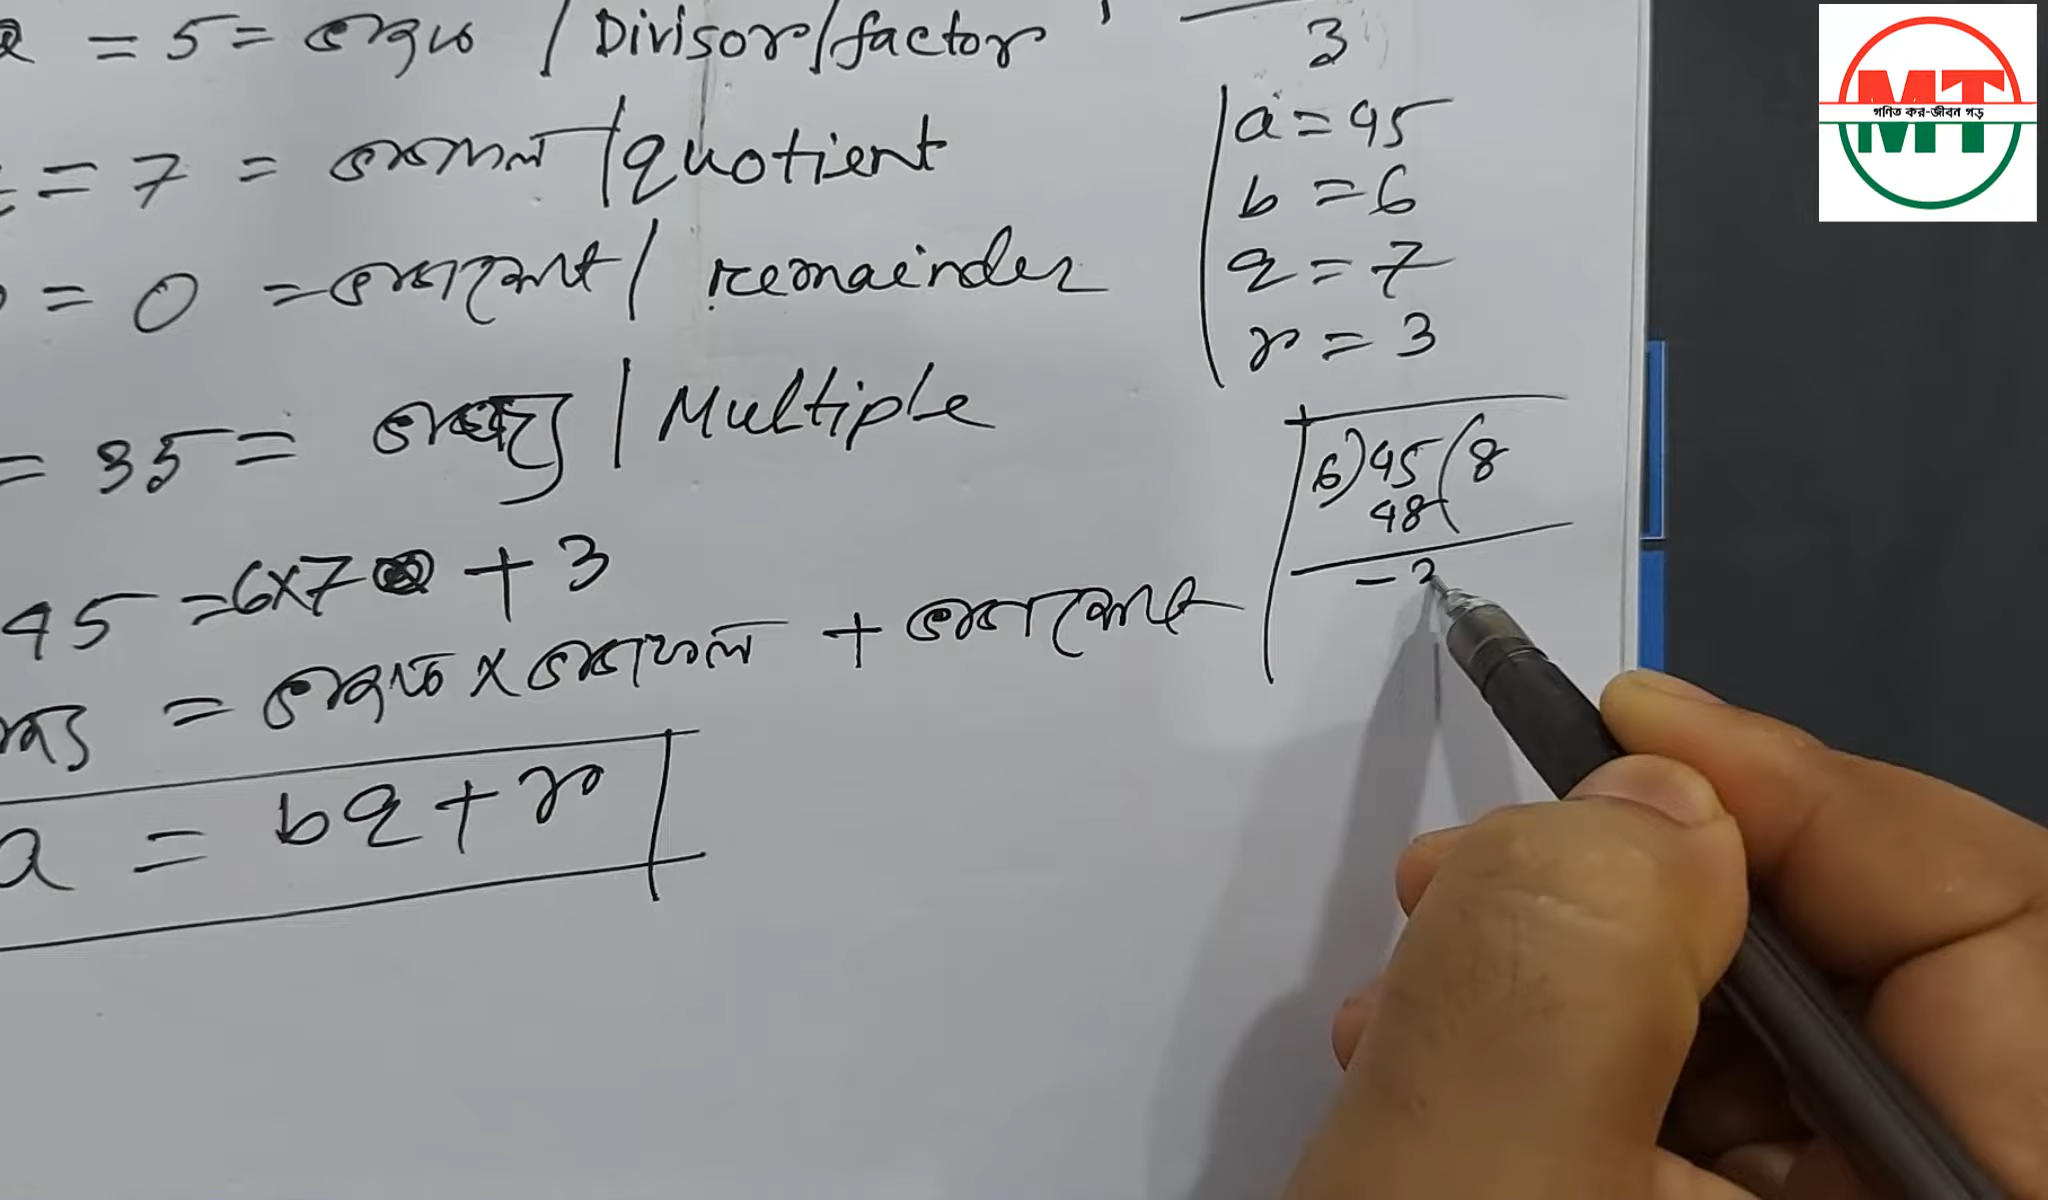 = 5 = ভাজক / Divisor/factor
= 7 = ভাগফল / quotient
= 0 = ভাগশেষ / remainder
= 35 = ভাজ্য / Multiple
45 = 6x7 + 3
= ভাজক x ভাগফল + ভাগশেষ
a = bq + r
3
a = 45
b = 6
q = 7
r = 3
6) 45 ( 8
48
- 3
MT
গণিত কর-জীবন গড়